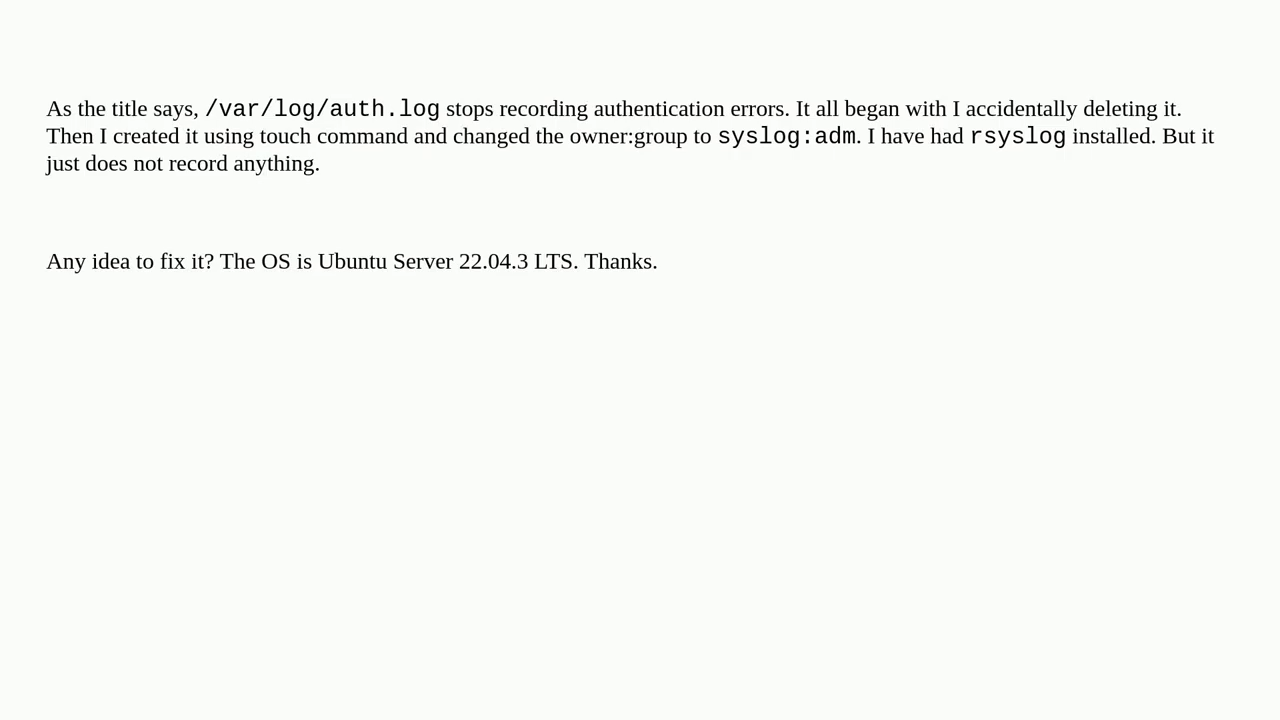 As the title says, /var/log/auth.log stops recording authentication errors. It all began with I accidentally deleting it.
Then I created it using touch command and changed the owner:group to syslog:adm. I have had rsyslog installed. But it
just does not record anything.
Any idea to fix it? The OS is Ubuntu Server 22.04.3 LTS. Thanks.